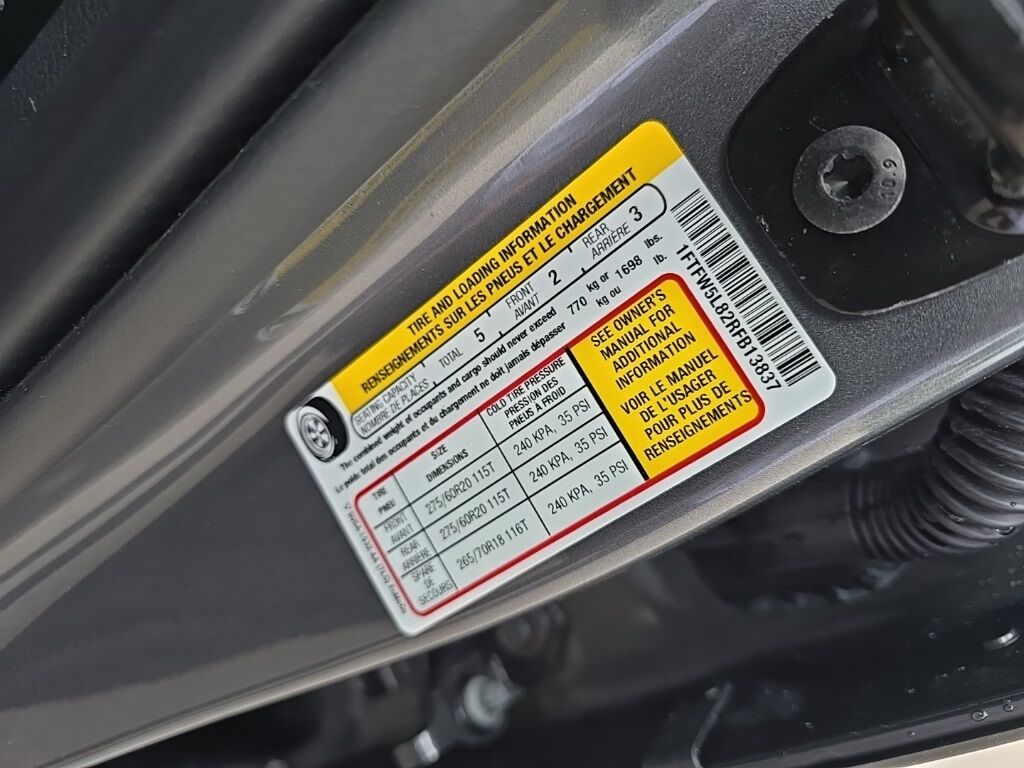 TIRE AND LOADING INFORMATION
RENSEIGNEMENTS SUR LES PNEUS ET LE CHARGEMENT
SEATING CAPACITY
NOMBRE DE PLACES
TOTAL 5
FRONT
AVANT 2
REAR
ARRIÈRE 3
The combined weight of occupants and cargo should never exceed 770 kg or 1698 lbs.
Le poids total des occupants et du chargement ne doit jamais dépasser kg ou lb.
TIRE
PNEU
SIZE
DIMENSIONS
COLD TIRE PRESSURE
PRESSION DES
PNEUS À FROID
FRONT
AVANT
275/60R20 115T
240 KPA, 35 PSI
REAR
ARRIÈRE
275/60R20 115T
240 KPA, 35 PSI
SPARE
DE
SECOURS
265/70R18 116T
240 KPA, 35 PSI
SEE OWNER'S
MANUAL FOR
ADDITIONAL
INFORMATION
VOIR LE MANUEL
DE L'USAGER
POUR PLUS DE
RENSEIGNEMENTS
1FTFW5L82RFB13837
10.9